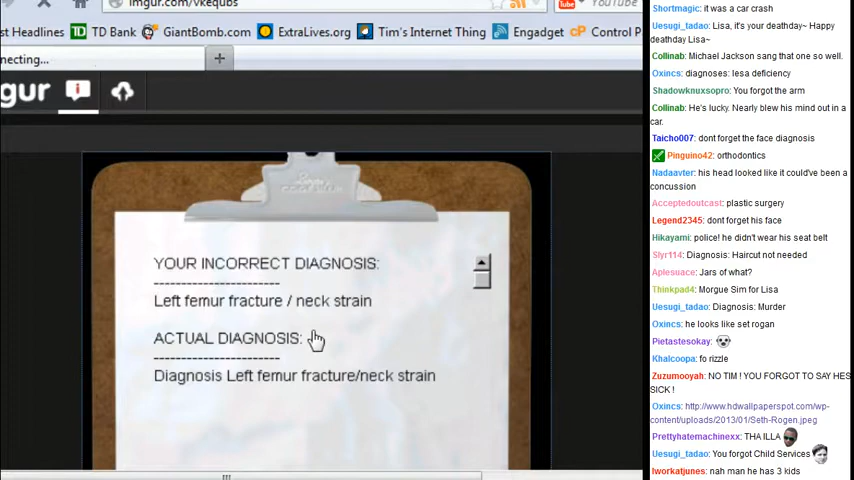 imgur.com/vkequbs
YouTube
st Headlines TD Bank GiantBomb.com ExtraLives.org Tim's Internet Thing Engadget Control P
necting...
gur
YOUR INCORRECT DIAGNOSIS:
------------------------
Left femur fracture / neck strain
ACTUAL DIAGNOSIS:
------------------------
Diagnosis Left femur fracture/neck strain
Shortmagic: it was a car crash
Uesugi_tadao: Lisa, it's your deathday~ Happy
deathday Lisa~
Collinab: Michael Jackson sang that one so well.
Oxincs: diagnoses: lesa deficiency
Shadowknuxsopro: You forgot the arm
Collinab: He's lucky. Nearly blew his mind out in a
car.
Taicho007: dont forget the face diagnosis
Pinguino42: orthodontics
Nadaavter: his head looked like it could've been a
concussion
Acceptedoutcast: plastic surgery
Legend2345: dont forget his face
Hikayami: police! he didn't wear his seat belt
Slyr114: Diagnosis: Haircut not needed
Aplesuace: Jars of what?
Thinkpad4: Morgue Sim for Lisa
Uesugi_tadao: Diagnosis: Murder
Oxincs: he looks like set rogan
Pietastesokay:
Khalcoopa: fo rizzle
Zuzumooyah: NO TIM ! YOU FORGOT TO SAY HES
SICK !
Oxincs: http://www.hdwallpaperspot.com/wp-
content/uploads/2013/01/Seth-Rogen.jpeg
Prettyhatemachinexx: THA ILLA
Uesugi_tadao: You forgot Child Services
Iworkatjunes: nah man he has 3 kids